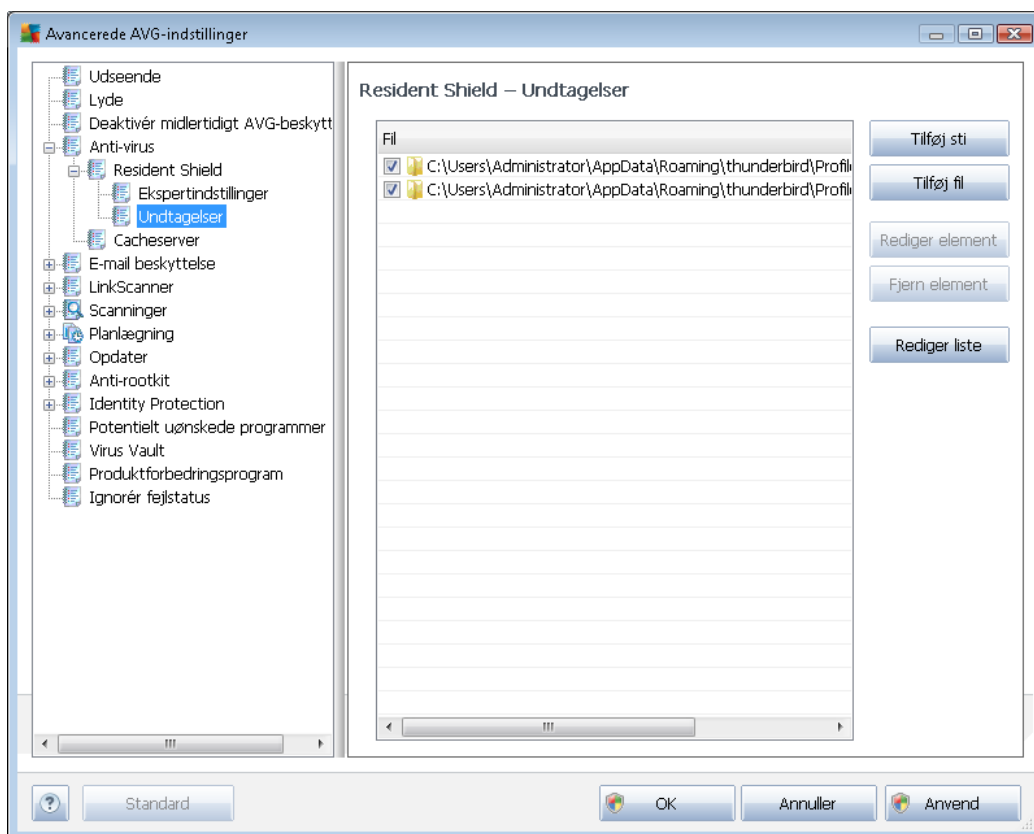 Avancerede AVG-indstillinger
Udseende
Lyde
Deaktivér midlertidigt AVG-beskytt
Anti-virus
Resident Shield
Ekspertindstillinger
Undtagelser
Cacheserver
E-mail beskyttelse
LinkScanner
Scanninger
Planlægning
Opdater
Anti-rootkit
Identity Protection
Potentielt uønskede programmer
Virus Vault
Produktforbedringsprogram
Ignorér fejlstatus
Resident Shield – Undtagelser
Fil
C:\Users\Administrator\AppData\Roaming\thunderbird\Profil
C:\Users\Administrator\AppData\Roaming\thunderbird\Profil
Tilføj sti
Tilføj fil
Rediger element
Fjern element
Rediger liste
?
Standard
OK
Annuller
Anvend